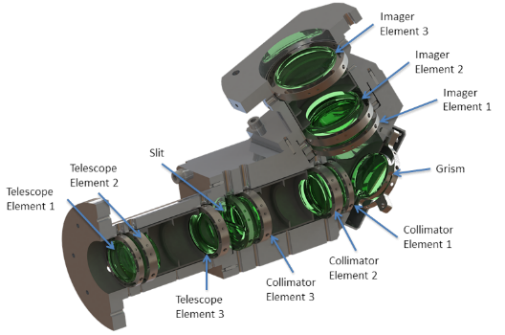 Imager
Element 3
Imager
Element 2
Imager
Element 1
Slit
Telescope
Element 2
Grism
Telescope
Element 1
Collimator
Element 1
Collimator
Element 2
Collimator
Element 3
Telescope
Element 3